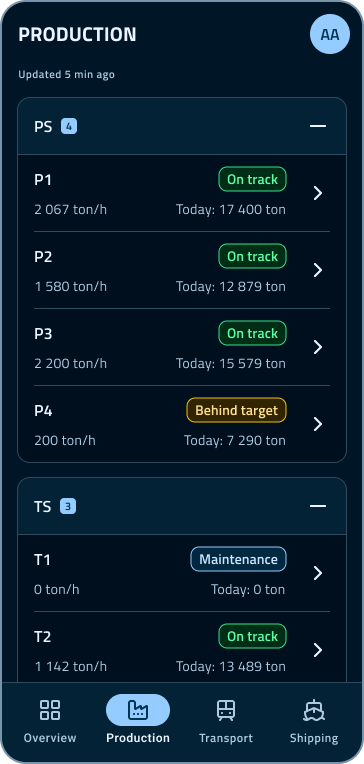 PRODUCTION AA
Updated 5 min ago
PS 4
P1 On track
2 067 ton/h Today: 17 400 ton
P2 On track
1 580 ton/h Today: 12 879 ton
P3 On track
2 200 ton/h Today: 15 579 ton
P4 Behind target
200 ton/h Today: 7 290 ton
TS 3
T1 Maintenance
0 ton/h Today: 0 ton
T2 On track
1 142 ton/h Today: 13 489 ton
Overview Production Transport Shipping